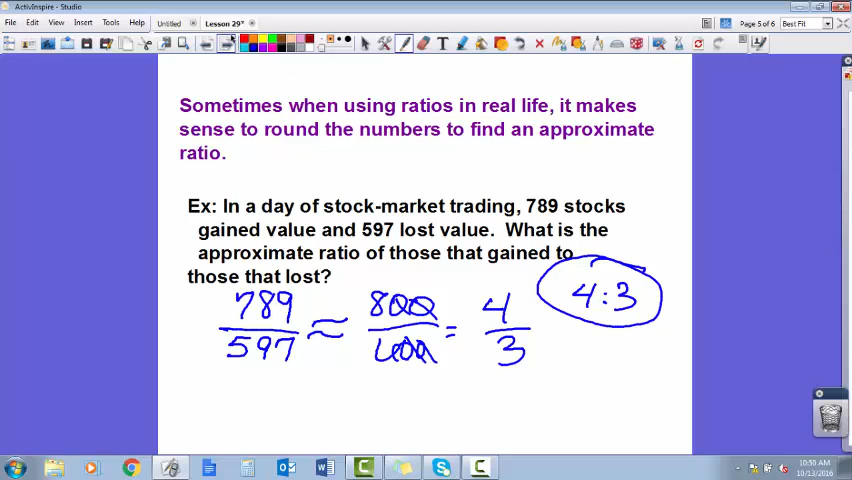 ActivInspire - Studio
File Edit View Insert Tools Help Untitled Lesson 29* Page 5 of 6 Best Fit
Sometimes when using ratios in real life, it makes
sense to round the numbers to find an approximate
ratio.
Ex: In a day of stock-market trading, 789 stocks
gained value and 597 lost value. What is the
approximate ratio of those that gained to
those that lost?
789/597 ≈ 800/600 = 4/3
4:3
10:50 AM
10/13/2016